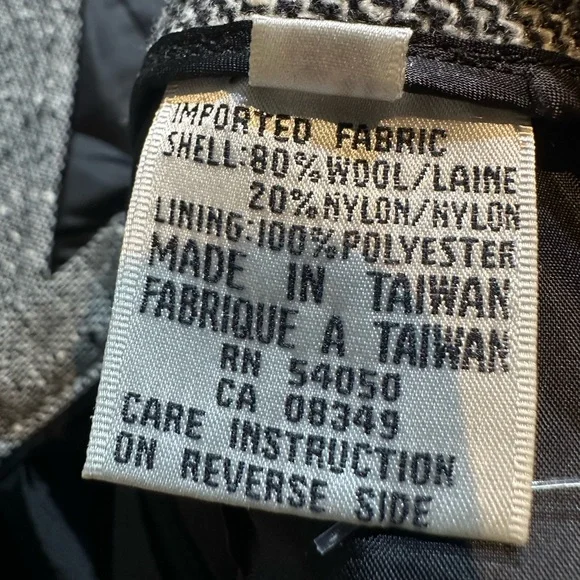 IMPORTED FABRIC
SHELL:80% WOOL/LAINE
20% NYLON/NYLON
LINING:100% POLYESTER
MADE IN TAIWAN
FABRIQUE A TAIWAN
RN 54050
CA 08349
CARE INSTRUCTION
ON REVERSE SIDE